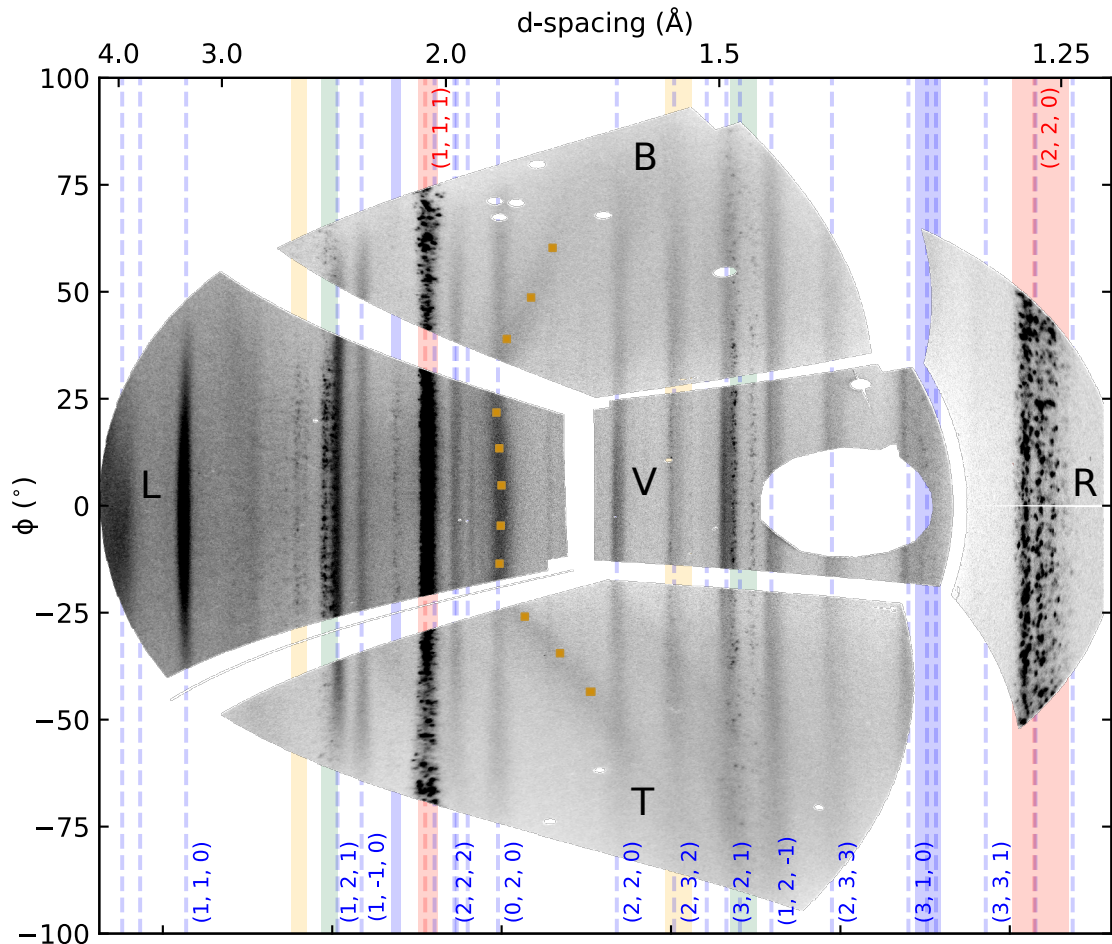 d-spacing (Å)
4.0 3.0 2.0 1.5 1.25
ϕ (°)
100
75
50
25
0
−25
−50
−75
−100
(1, 1, 1)
(2, 2, 0)
B
L
V
R
T
(1, 1, 0)
(1, 2, 1)
(1, -1, 0)
(2, 2, 2)
(0, 2, 0)
(2, 2, 0)
(2, 3, 2)
(3, 2, 1)
(1, 2, -1)
(2, 3, 3)
(3, 1, 0)
(3, 3, 1)